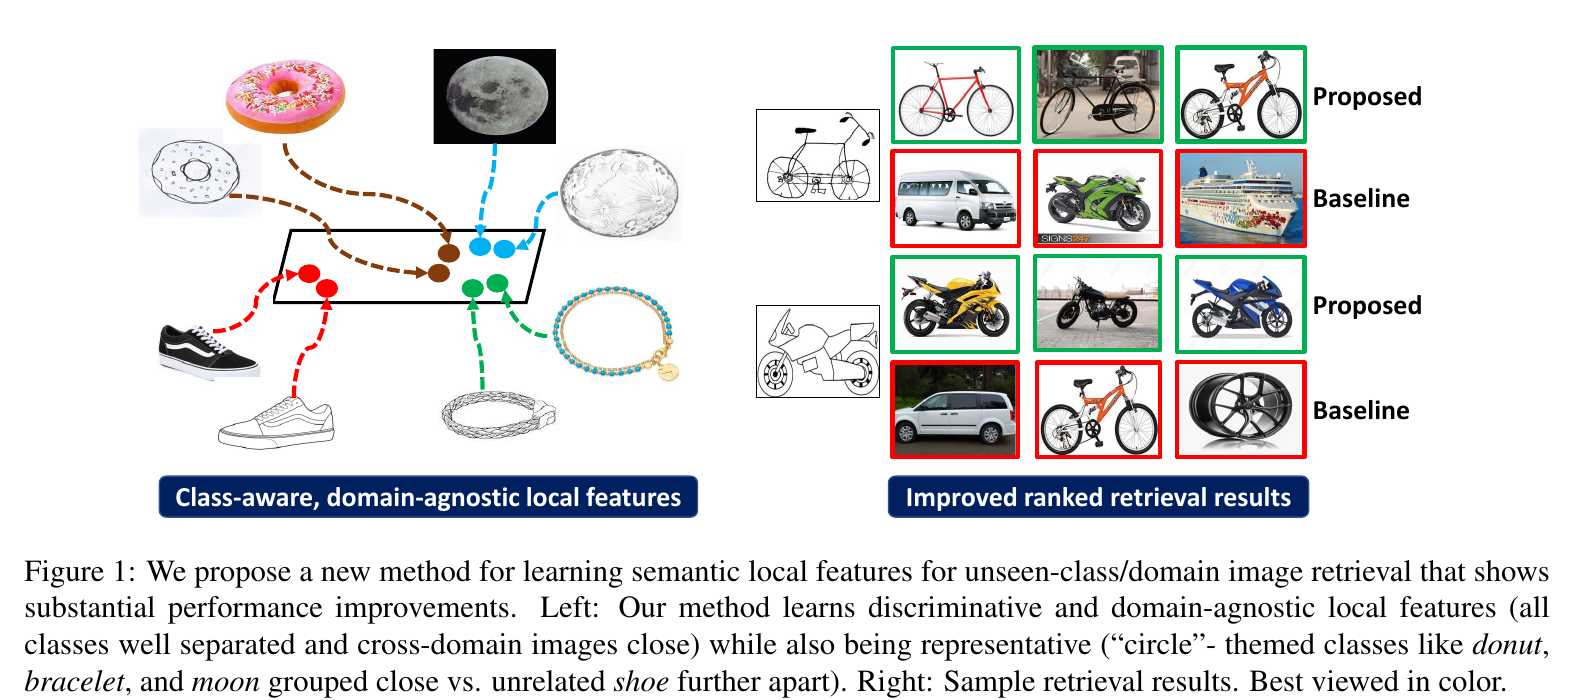 Proposed
Baseline
SIGNS247
Proposed
Baseline
Class-aware, domain-agnostic local features
Improved ranked retrieval results
Figure 1: We propose a new method for learning semantic local features for unseen-class/domain image retrieval that shows
substantial performance improvements. Left: Our method learns discriminative and domain-agnostic local features (all
classes well separated and cross-domain images close) while also being representative (“circle”- themed classes like donut,
bracelet, and moon grouped close vs. unrelated shoe further apart). Right: Sample retrieval results. Best viewed in color.